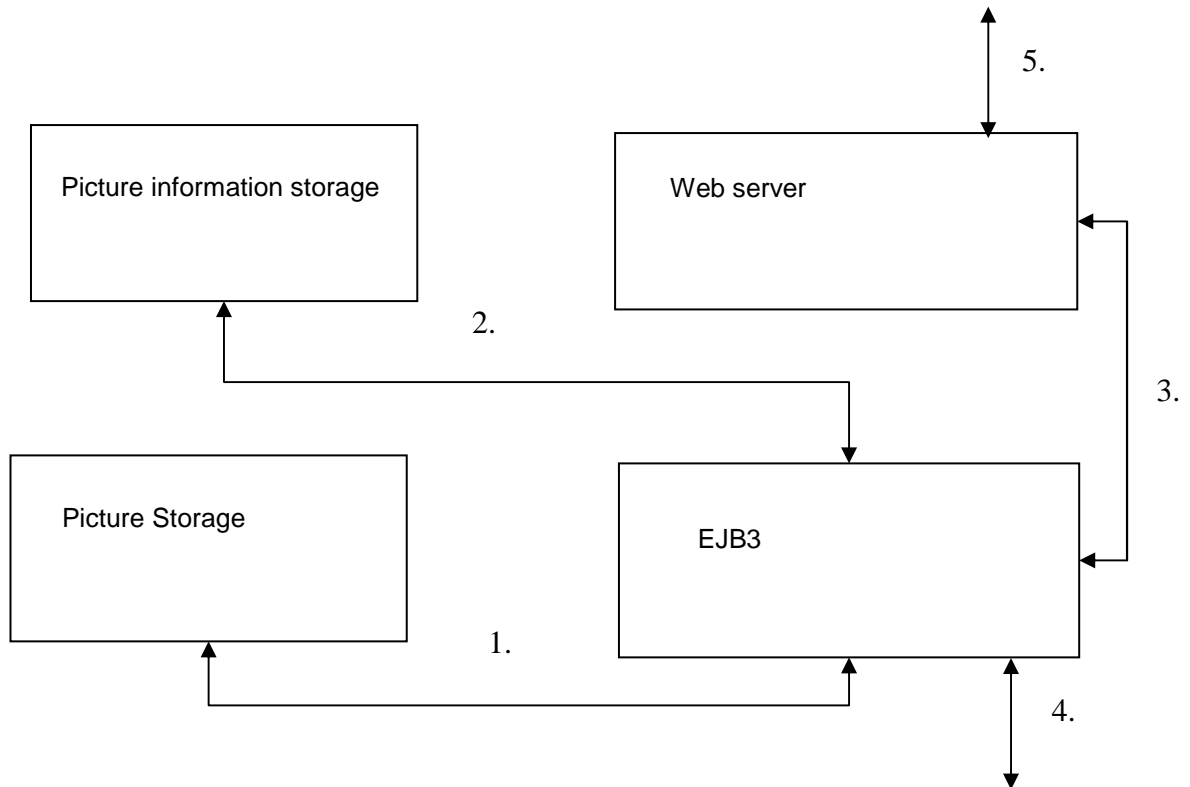 5.
Picture information storage
Web server
2.
3.
Picture Storage
EJB3
1.
4.